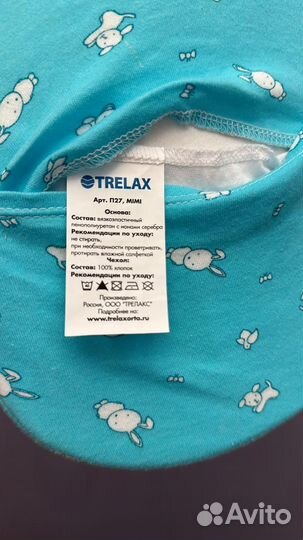 TRELAX
Арт. П27, MIMI
Основа:
Состав: вязкоэластичный
пенополиуретан с ионами серебра
Рекомендации по уходу:
не стирать,
при необходимости проветривать,
протирать влажной салфеткой
Чехол:
Состав: 100% хлопок
Рекомендации по уходу:
Произведено:
Россия, ООО "ТРЕЛАКС"
Подробнее на:
www.trelaxorto.ru
Avito